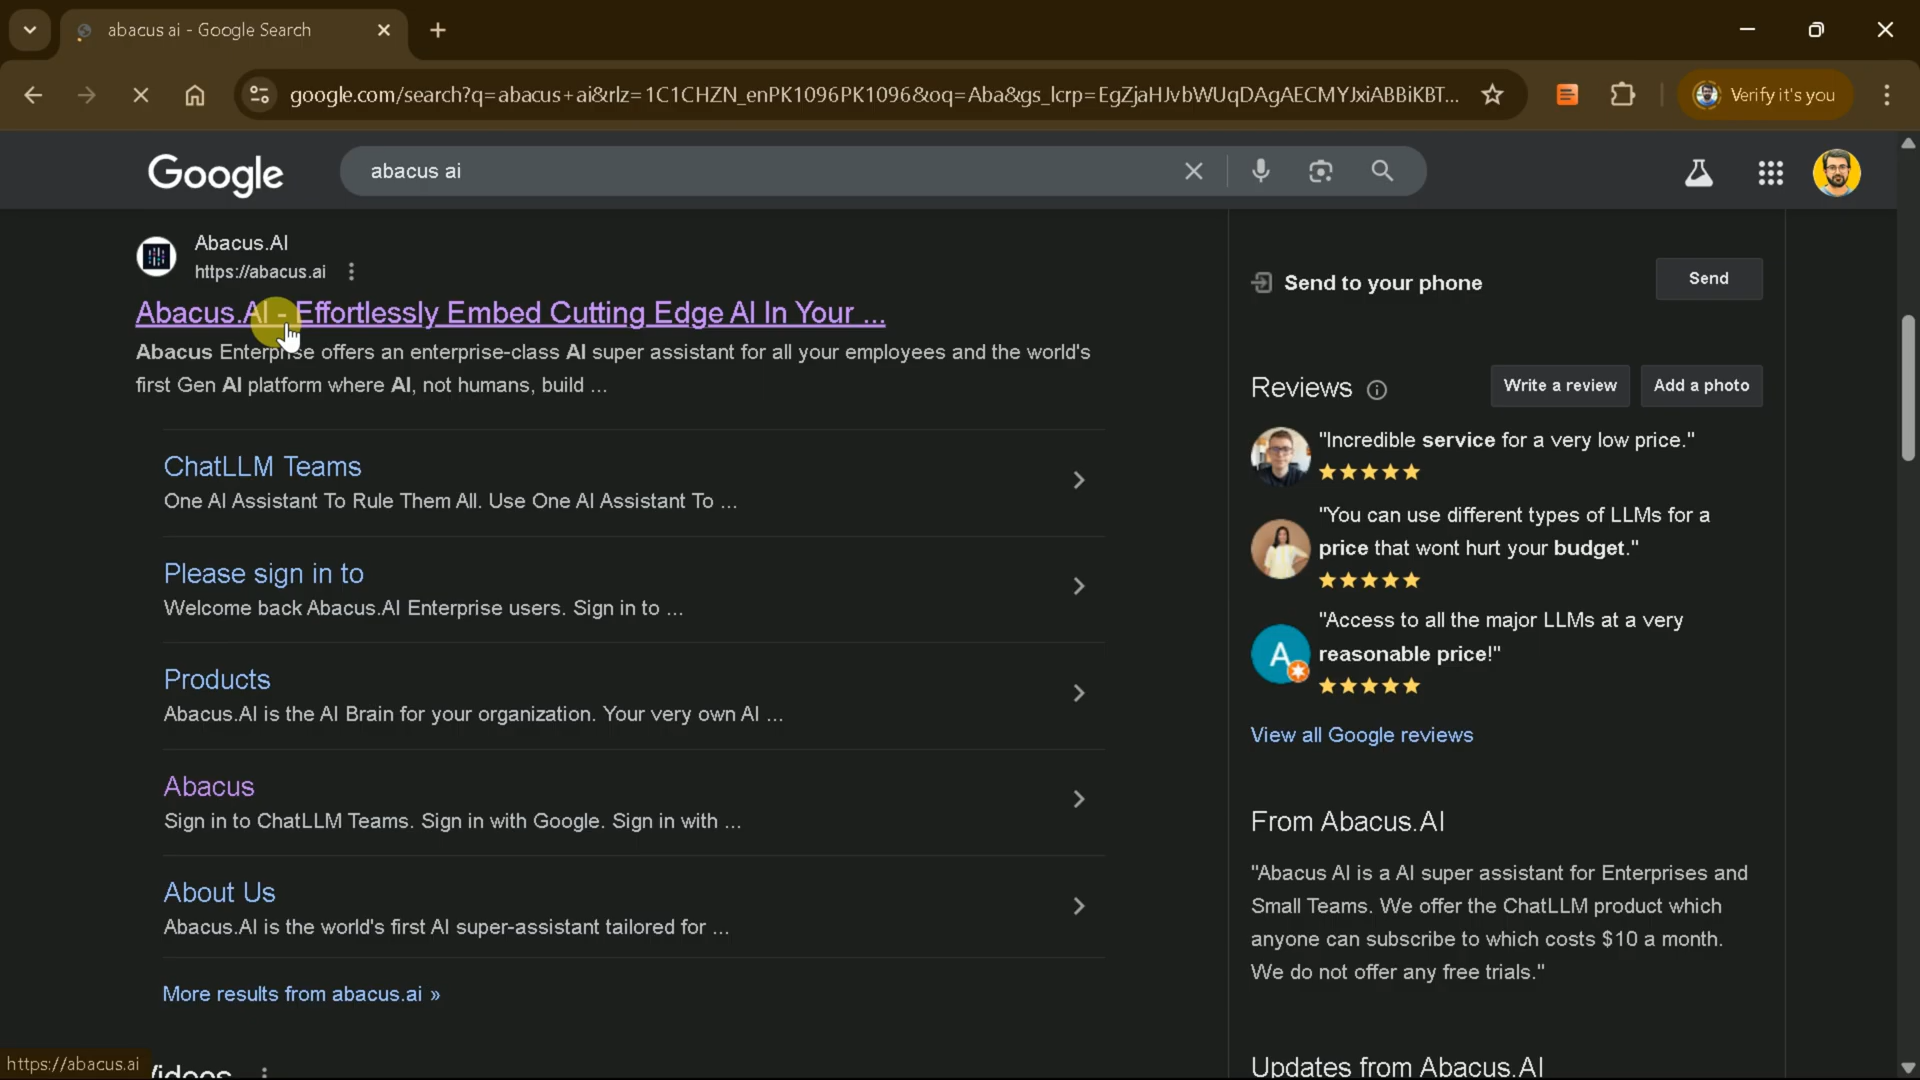 abacus ai - Google Search
google.com/search?q=abacus+ai&rlz=1C1CHZN_enPK1096PK1096&oq=Aba&gs_lcrp=EgZjaHJvbWUqDAgAECMYJxiABBiKBT...
Verify it's you
Google
abacus ai
Abacus.AI
https://abacus.ai
Abacus.AI - Effortlessly Embed Cutting Edge AI In Your ...
Abacus Enterprise offers an enterprise-class AI super assistant for all your employees and the world's
first Gen AI platform where AI, not humans, build ...
ChatLLM Teams
One AI Assistant To Rule Them All. Use One AI Assistant To ...
Please sign in to
Welcome back Abacus.AI Enterprise users. Sign in to ...
Products
Abacus.AI is the AI Brain for your organization. Your very own AI ...
Abacus
Sign in to ChatLLM Teams. Sign in with Google. Sign in with ...
About Us
Abacus.AI is the world's first AI super-assistant tailored for ...
More results from abacus.ai »
Videos
https://abacus.ai
Send to your phone
Send
Reviews
Write a review
Add a photo
"Incredible service for a very low price."
"You can use different types of LLMs for a
price that wont hurt your budget."
A
"Access to all the major LLMs at a very
reasonable price!"
View all Google reviews
From Abacus.AI
"Abacus AI is a AI super assistant for Enterprises and
Small Teams. We offer the ChatLLM product which
anyone can subscribe to which costs $10 a month.
We do not offer any free trials."
Updates from Abacus.AI